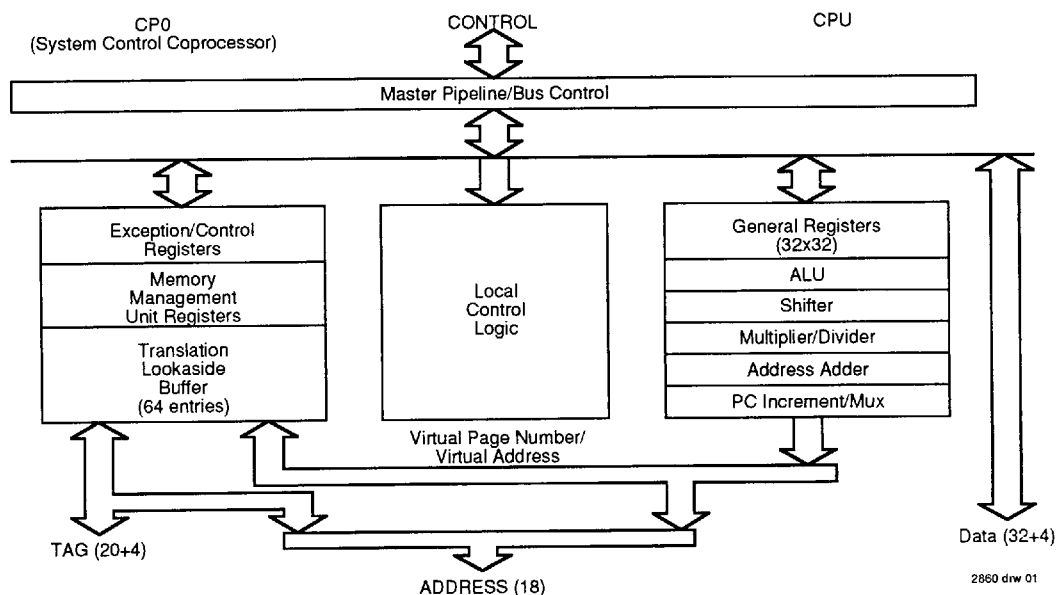 CP0
(System Control Coprocessor)
CONTROL
CPU
Master Pipeline/Bus Control
Exception/Control
Registers
Memory
Management
Unit Registers
Translation
Lookaside
Buffer
(64 entries)
Local
Control
Logic
General Registers
(32x32)
ALU
Shifter
Multiplier/Divider
Address Adder
PC Increment/Mux
Virtual Page Number/
Virtual Address
TAG (20+4)
ADDRESS (18)
Data (32+4)
2860 drw 01